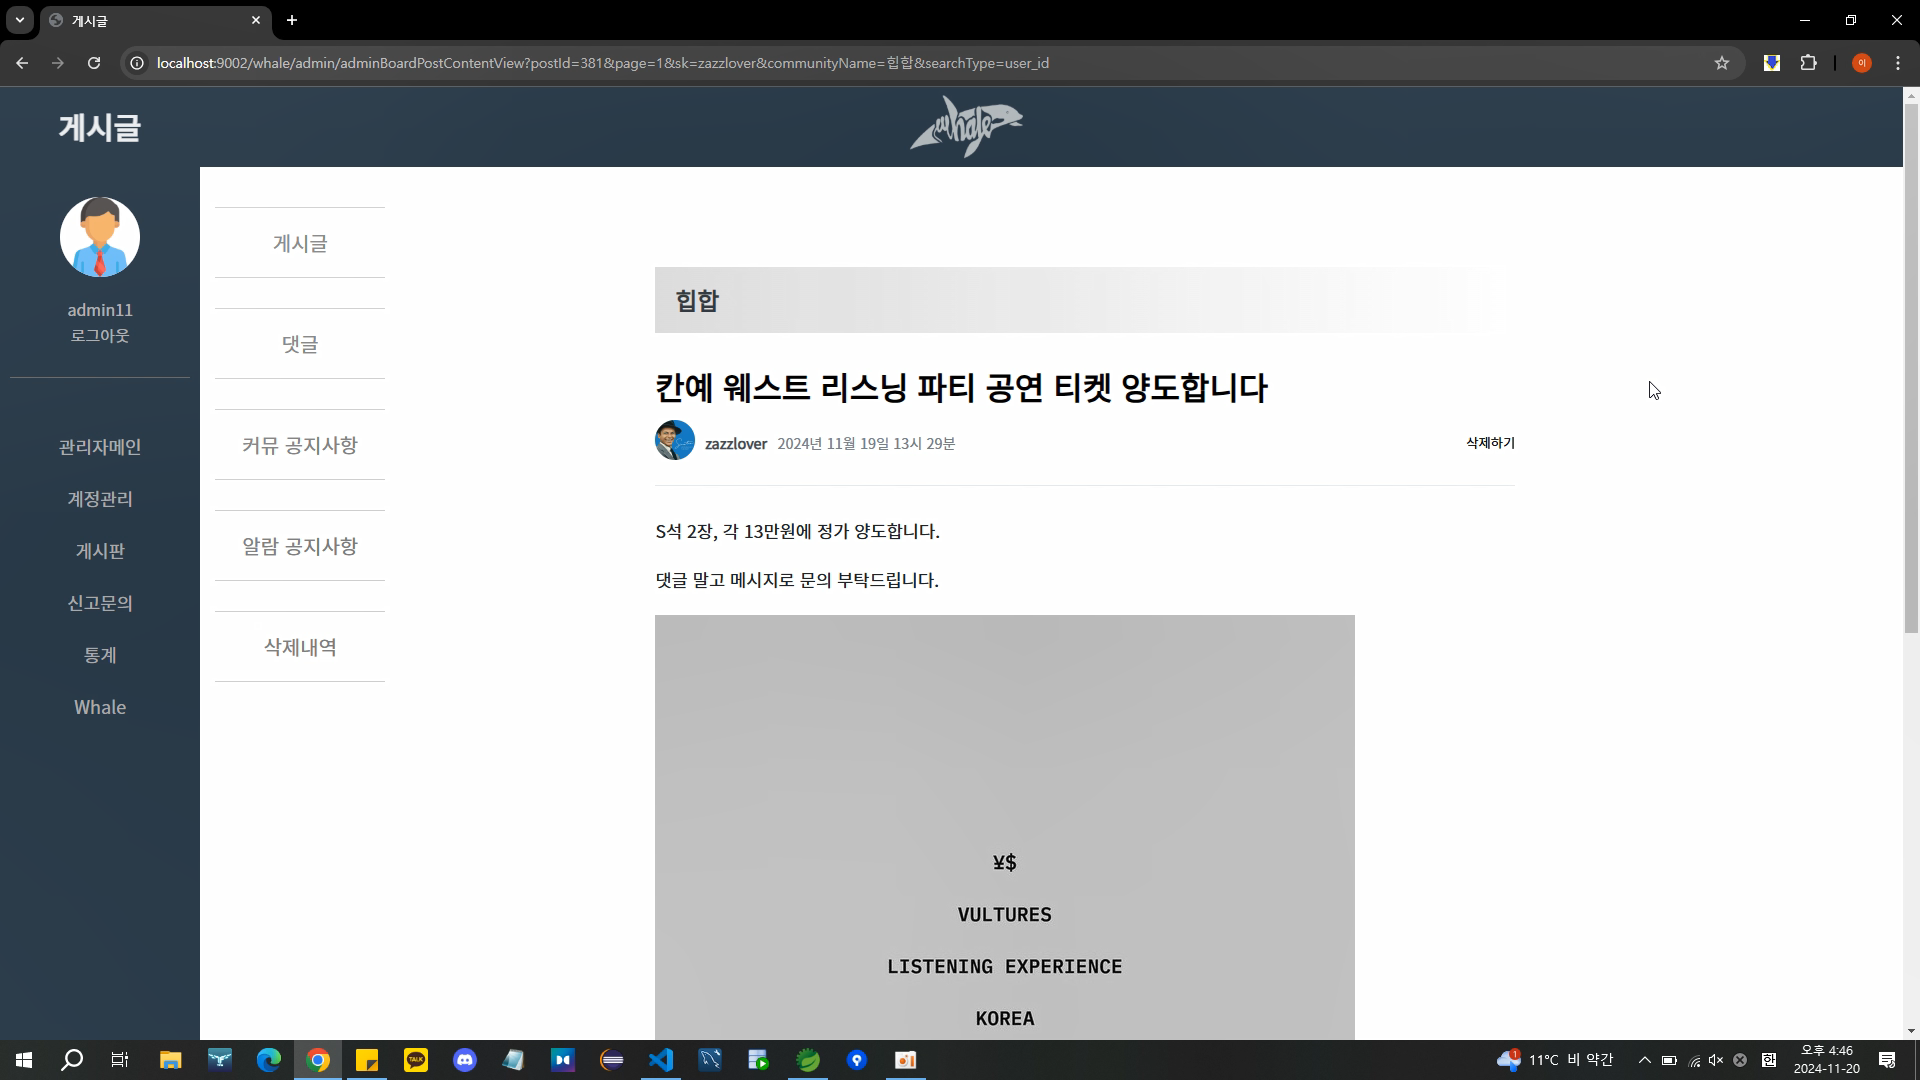 게시글
localhost:9002/whale/admin/adminBoardPostContentView?postId=381&page=1&sk=zazzlover&communityName=힙합&searchType=user_id
이
게시글
whale
admin11
로그아웃
관리자메인
계정관리
게시판
신고문의
통계
Whale
게시글
댓글
커뮤 공지사항
알람 공지사항
삭제내역
힙합
칸예 웨스트 리스닝 파티 공연 티켓 양도합니다
zazzlover 2024년 11월 19일 13시 29분
삭제하기
S석 2장, 각 13만원에 정가 양도합니다.
댓글 말고 메시지로 문의 부탁드립니다.
¥$
VULTURES
LISTENING EXPERIENCE
KOREA
TALK
1
11°C 비 약간
한
오후 4:46
2024-11-20